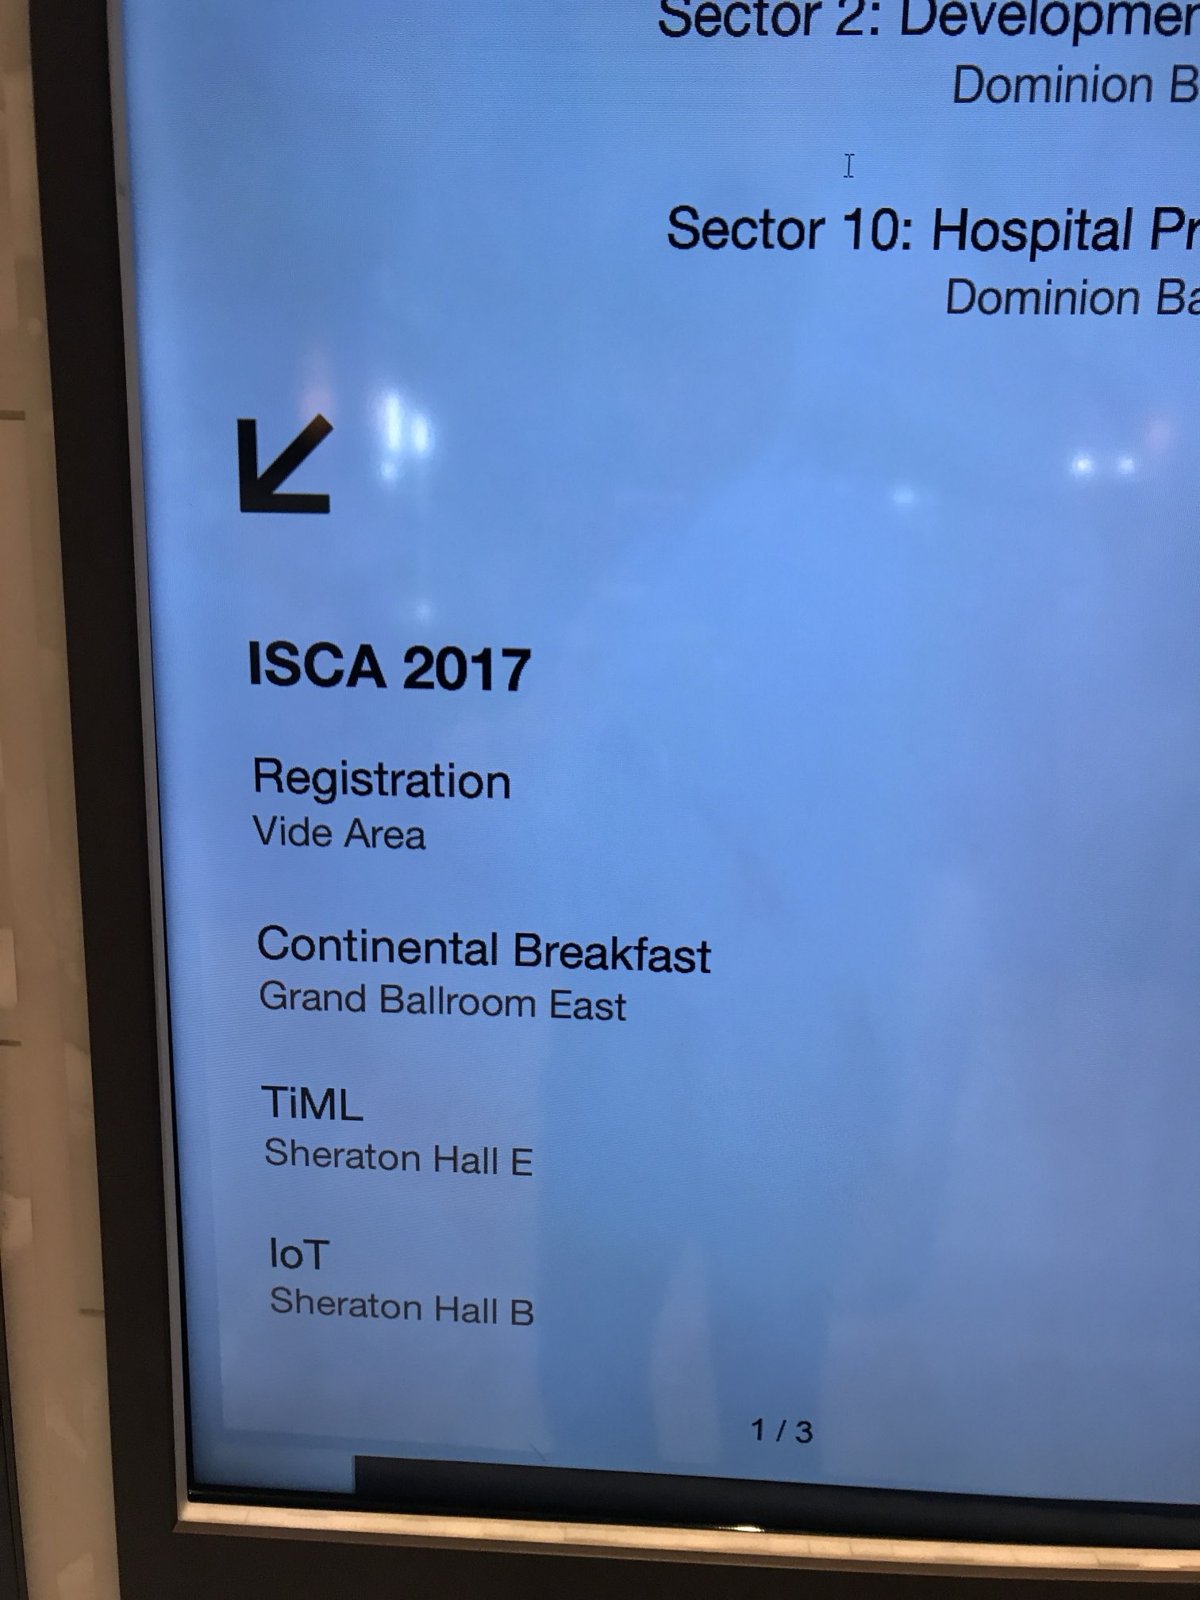 Sector 2:
Dominion
Sector 10: Hospital
Dominion
ISCA 2017
Registration
Vide Area
Continental Breakfast
Grand Ballroom East
TiML
Sheraton Hall E
IoT
Sheraton Hall B
1 / 3